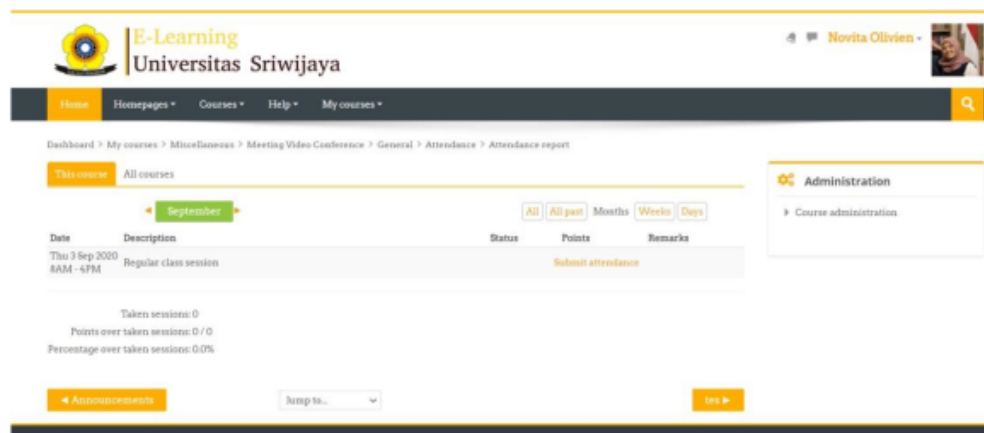 E-Learning
Universitas Sriwijaya
Novita Olivien
Home Homepages Courses Help My courses
Dashboard > My courses > Miscellaneous > Meeting Video Conference > General > Attendance > Attendance report
This course All courses
Administration
Course administration
September
All All past Months Weeks Days
Date Description Status Points Remarks
Thu 3 Sep 2020
8AM - 4PM
Regular class session
Submit attendance
Taken sessions: 0
Points over taken sessions: 0 / 0
Percentage over taken sessions: 0.0%
◄ Announcements
Jump to...
tes ►